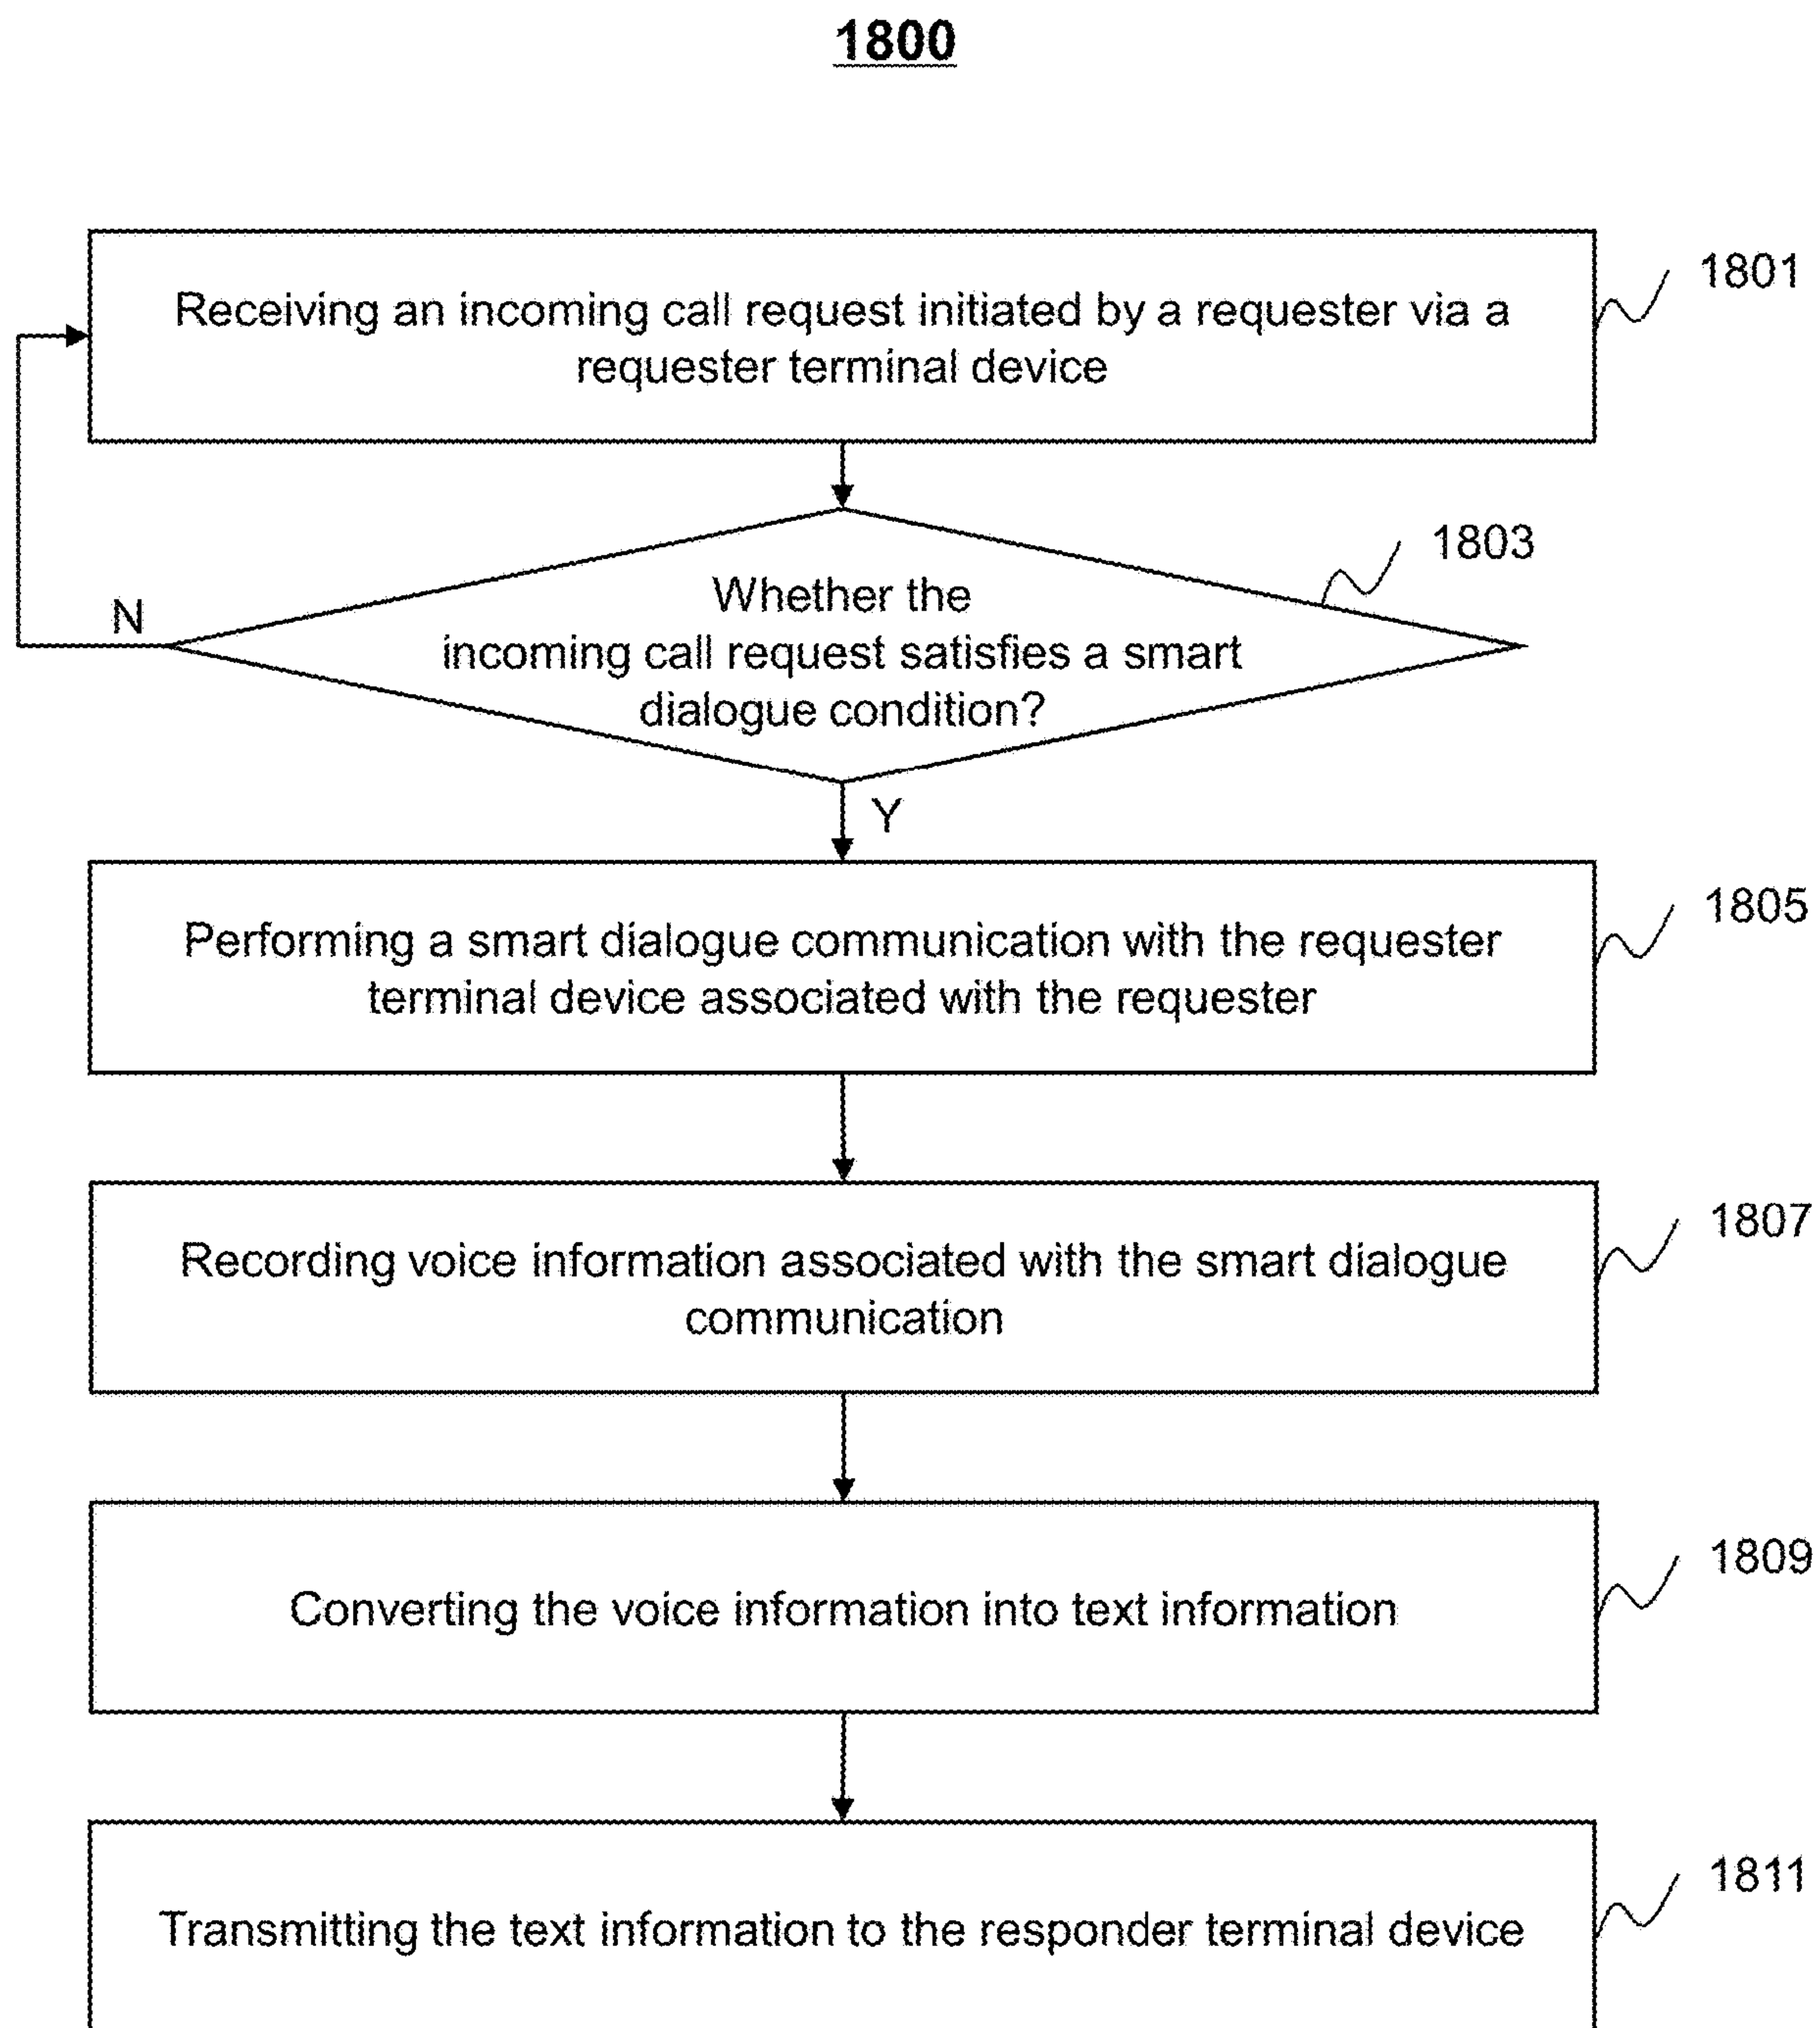 1800
Receiving an incoming call request initiated by a requester via a
requester terminal device
1801
Whether the
incoming call request satisfies a smart
dialogue condition?
1803
N
Y
Performing a smart dialogue communication with the requester
terminal device associated with the requester
1805
Recording voice information associated with the smart dialogue
communication
1807
Converting the voice information into text information
1809
Transmitting the text information to the responder terminal device
1811